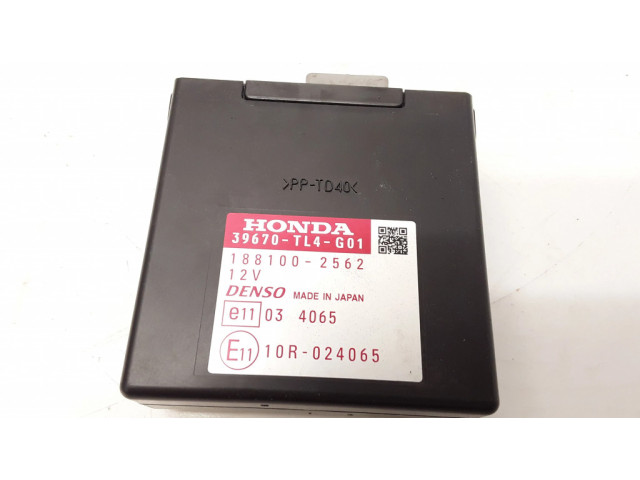 >PP-TD40<
HONDA
39670-TL4-G01
188100-2562
12V
DENSO MADE IN JAPAN
e11 03 4065
E11 10R-024065